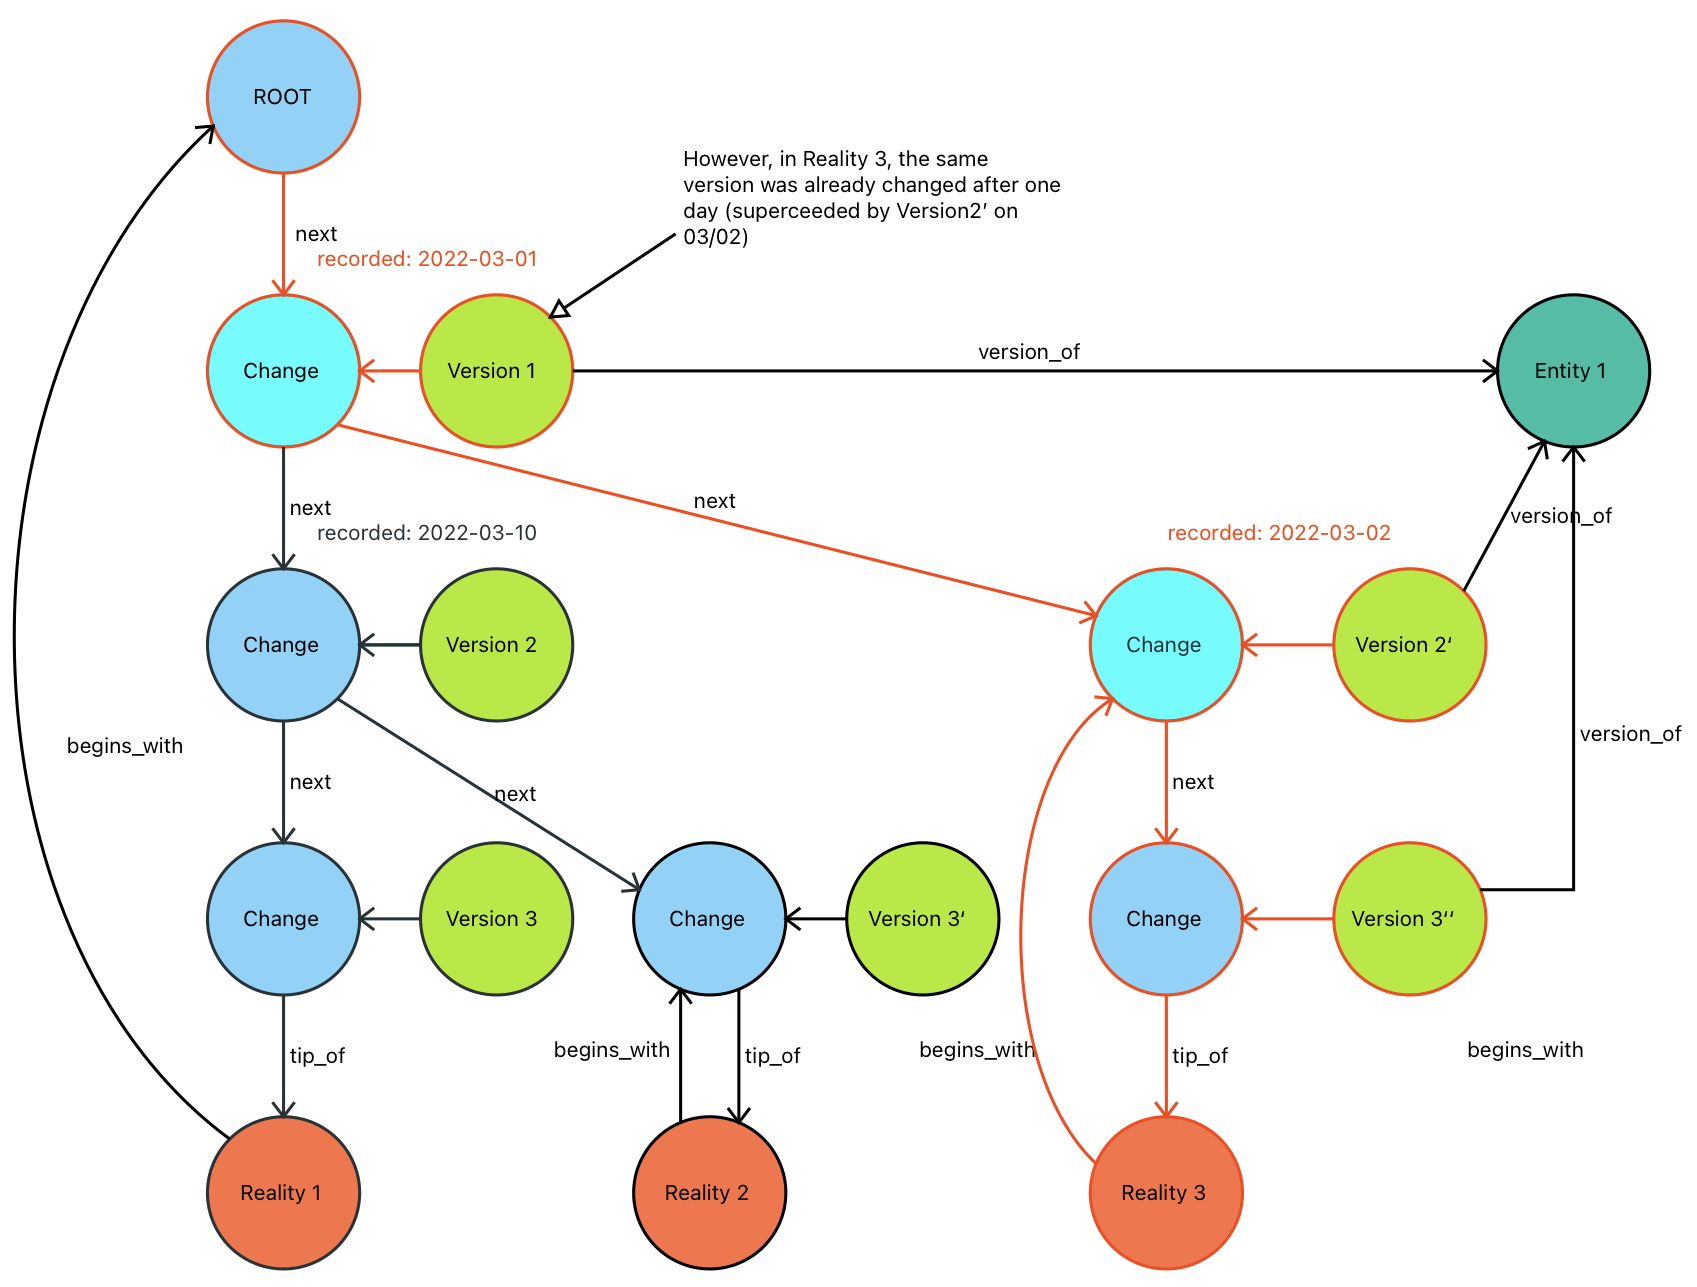 ROOT
However, in Reality 3, the same
version was already changed after one
day (superceeded by Version2’ on
03/02)
next
recorded: 2022-03-01
Change
Version 1
version_of
Entity 1
next
next
recorded: 2022-03-10
recorded: 2022-03-02
version_of
Change
Version 2
Change
Version 2‘
begins_with
version_of
next
next
next
Change
Version 3
Change
Version 3‘
Change
Version 3‘‘
tip_of
begins_with
tip_of
begins_with
tip_of
begins_with
Reality 1
Reality 2
Reality 3